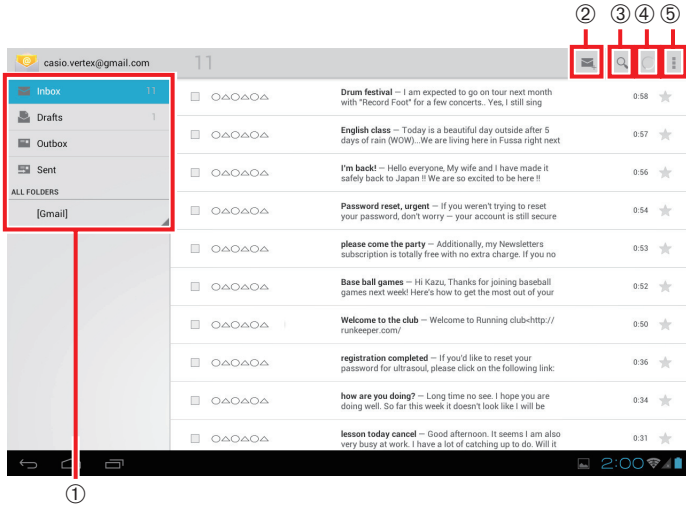 ② ③ ④ ⑤
casio.vertex@gmail.com 11
Inbox 11
Drafts 1
Outbox
Sent
ALL FOLDERS
[Gmail]
○△○△○△ Drum festival — I am expected to go on tour next month 0:58
with "Record Foot" for a few concerts.. Yes, I still sing
○△○△○△ English class — Today is a beautiful day outside after 5 0:57
days of rain (WOW)...We are living here in Fussa right next
○△○△○△ I'm back! — Hello everyone, My wife and I have made it 0:56
safely back to Japan !! We are so excited to be here !!
○△○△○△ Password reset, urgent — If you weren't trying to reset 0:54
your password, don't worry — your account is still secure
○△○△○△ please come the party — Additionally, my Newsletters 0:53
subscription is totally free with no extra charge. If you no
○△○△○△ Base ball games — Hi Kazu, Thanks for joining baseball 0:52
games next week! Here's how to get the most out of your
○△○△○△ Welcome to the club — Welcome to Running club<http:// 0:50
runkeeper.com/
○△○△○△ registration completed — If you'd like to reset your 0:36
password for ultrasoul, please click on the following link:
○△○△○△ how are you doing? — Long time no see. I hope you are 0:34
doing well. So far this week it doesn't look like I will be
○△○△○△ lesson today cancel — Good afternoon. It seems I am also 0:31
very busy at work. I have a lot of catching up to do. Will it
2:00
①